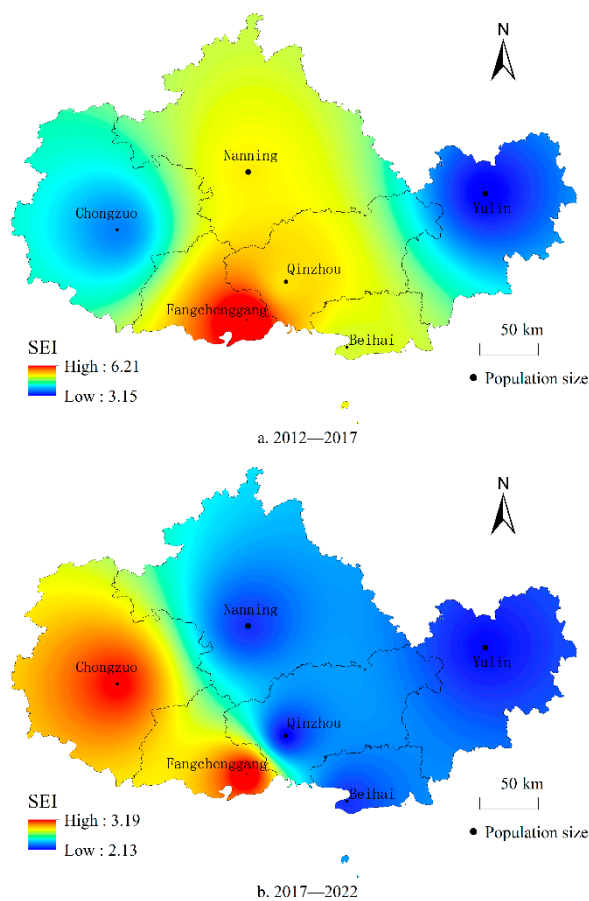 N
Nanning
Chongzuo
Yulin
Qinzhou
Fangchenggang
Beihai
SEI
High : 6.21
Low : 3.15
50 km
Population size
a. 2012—2017
N
Nanning
Chongzuo
Yulin
Qinzhou
Fangchenggang
Beihai
SEI
High : 3.19
Low : 2.13
50 km
Population size
b. 2017—2022